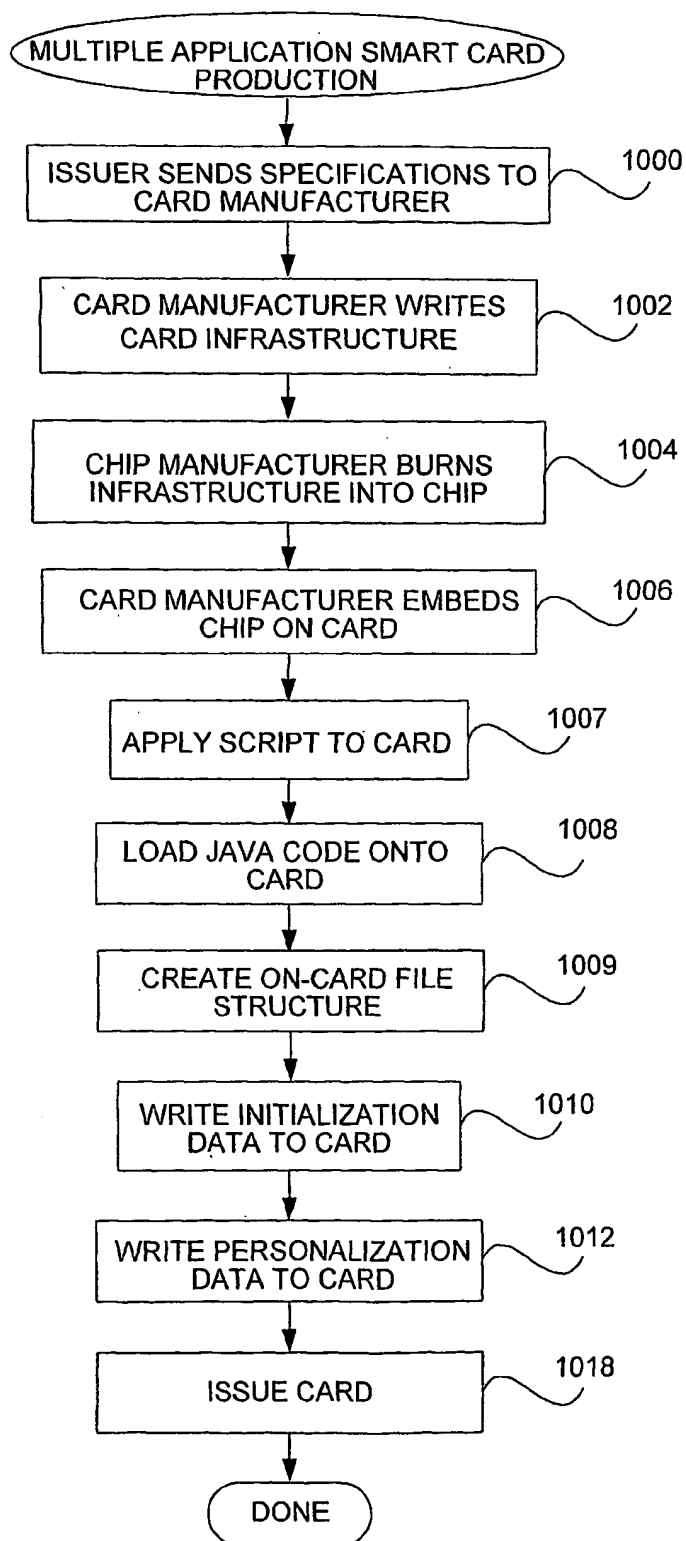 MULTIPLE APPLICATION SMART CARD
PRODUCTION
ISSUER SENDS SPECIFICATIONS TO
CARD MANUFACTURER
1000
CARD MANUFACTURER WRITES
CARD INFRASTRUCTURE
1002
CHIP MANUFACTURER BURNS
INFRASTRUCTURE INTO CHIP
1004
CARD MANUFACTURER EMBEDS
CHIP ON CARD
1006
APPLY SCRIPT TO CARD
1007
LOAD JAVA CODE ONTO
CARD
1008
CREATE ON-CARD FILE
STRUCTURE
1009
WRITE INITIALIZATION
DATA TO CARD
1010
WRITE PERSONALIZATION
DATA TO CARD
1012
ISSUE CARD
1018
DONE